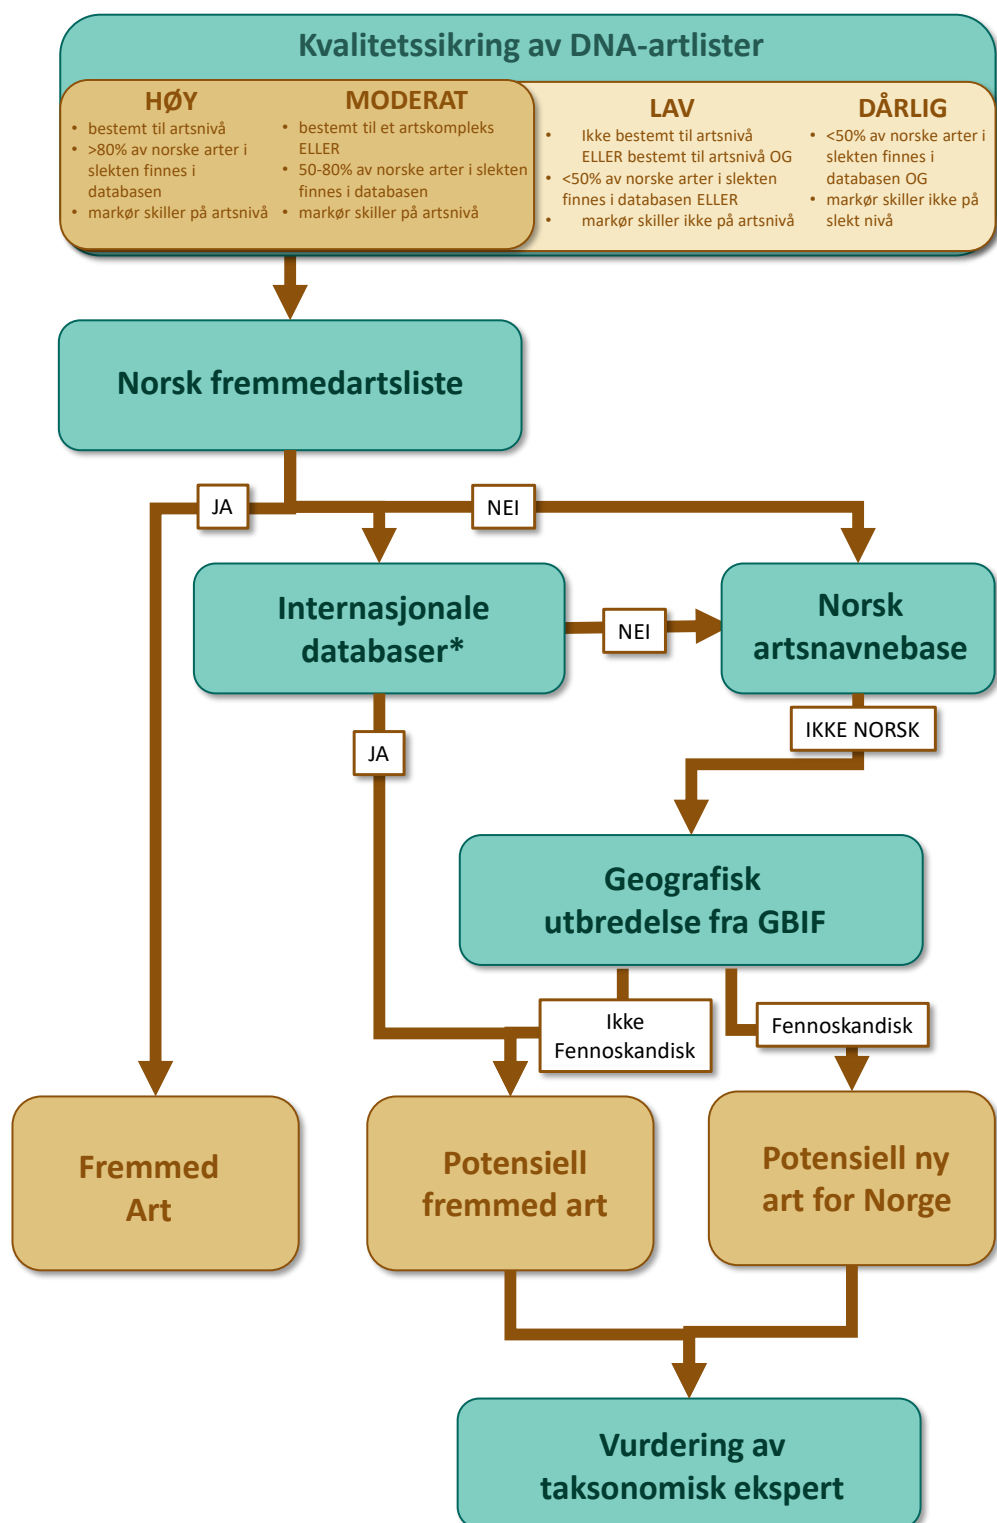 Kvalitetssikring av DNA-artlister
HØY
• bestemt til artsnivå
• >80% av norske arter i
slekten finnes i
databasen
• markør skiller på artsnivå
MODERAT
• bestemt til et artskompleks
ELLER
• 50-80% av norske arter i slekten
finnes i databasen
• markør skiller på artsnivå
LAV
• Ikke bestemt til artsnivå
ELLER bestemt til artsnivå OG
• <50% av norske arter i slekten
finnes i databasen ELLER
• markør skiller ikke på artsnivå
DÅRLIG
• <50% av norske arter i
slekten finnes i
databasen OG
• markør skiller ikke på
slekt nivå
Norsk fremmedartsliste
JA
NEI
Internasjonale
databaser*
NEI
Norsk
artsnavnebase
JA
IKKE NORSK
Geografisk
utbredelse fra GBIF
Ikke
Fennoskandisk
Fennoskandisk
Fremmed
Art
Potensiell
fremmed art
Potensiell ny
art for Norge
Vurdering av
taksonomisk ekspert